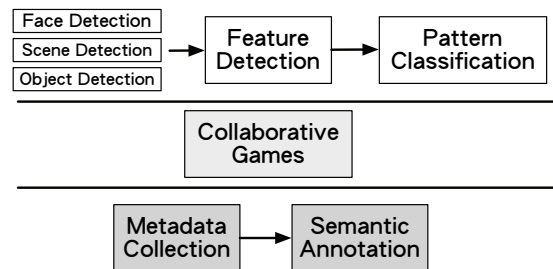 Face Detection
Scene Detection
Object Detection
Feature
Detection
Pattern
Classification
Collaborative
Games
Metadata
Collection
Semantic
Annotation